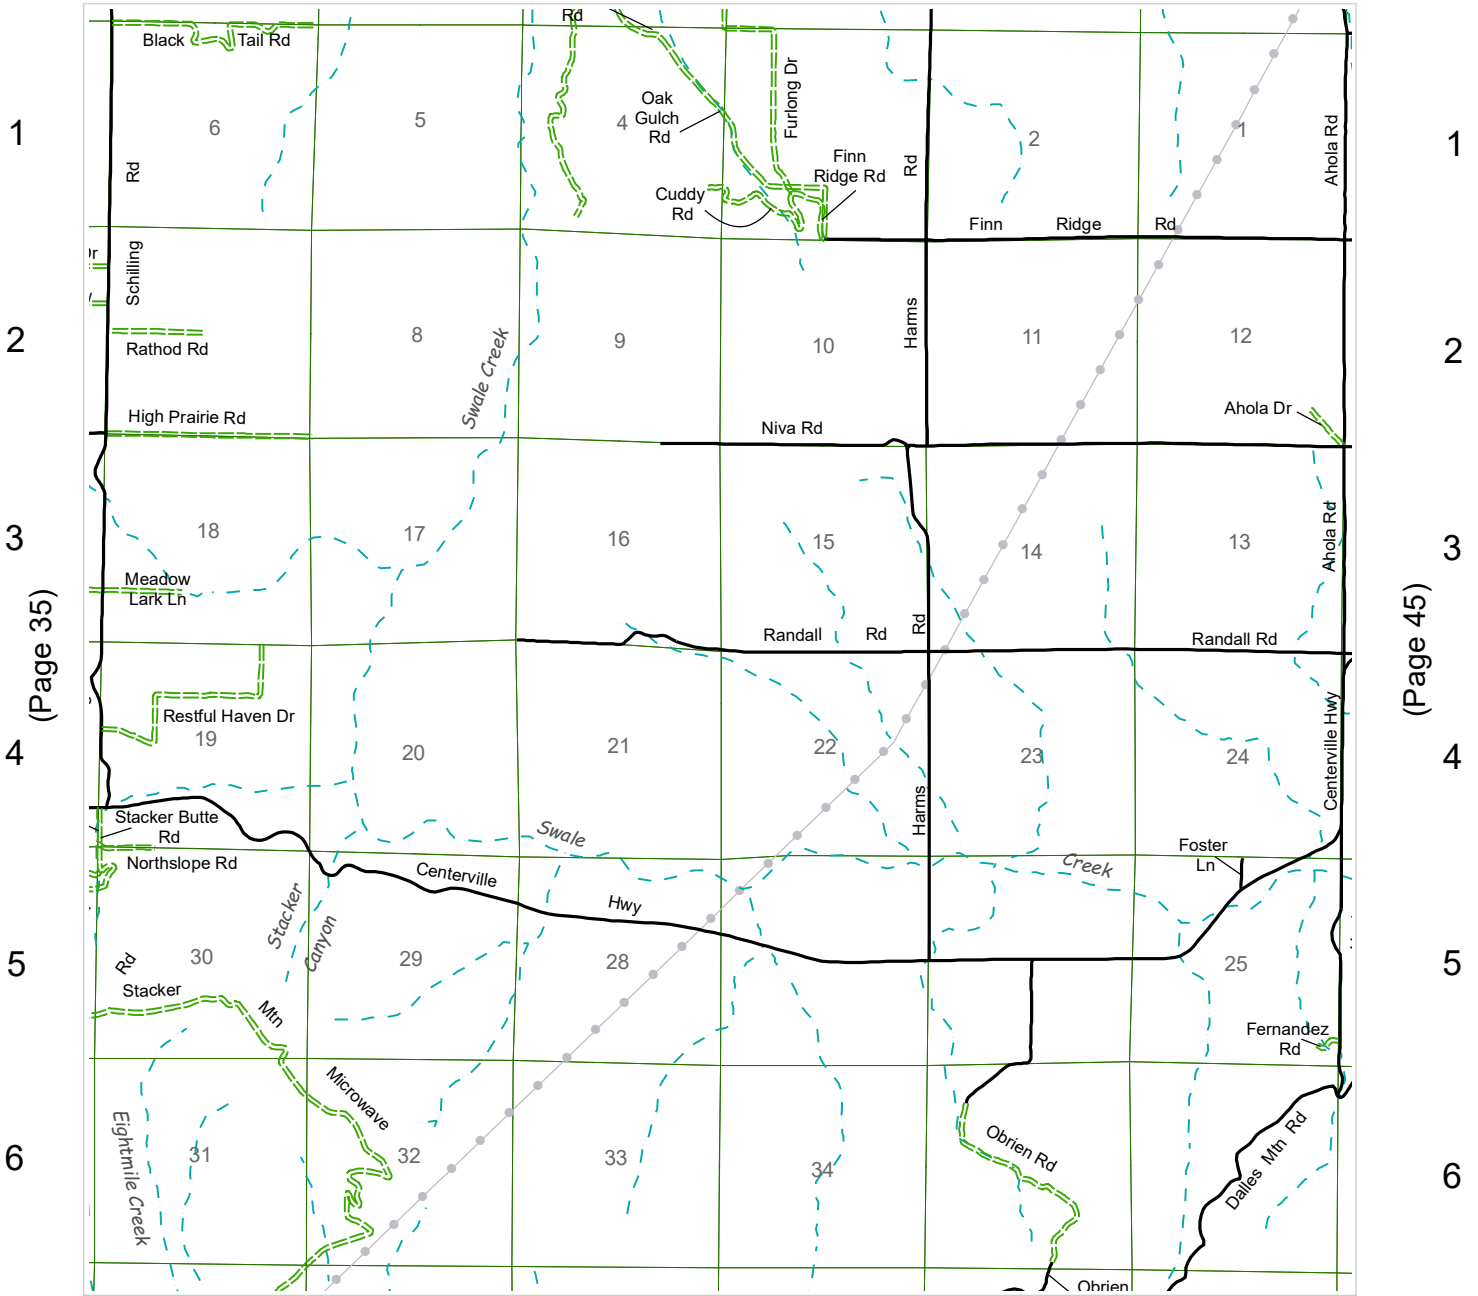 Rd
Black
Tail Rd
Oak
Gulch
Rd
Furlong Dr
Finn
Ridge Rd
Cuddy
Rd
Rd
Rd
Ahola Rd
1
6
5
4
2
1
1
Finn Ridge Rd
Schilling
Harms
2
Rathod Rd
8
9
10
11
12
2
Swale Creek
High Prairie Rd
Niva Rd
Ahola Dr
3
18
17
16
15
14
13
Ahola Rd
3
Meadow
Lark Ln
(Page 35)
(Page 45)
Randall Rd
Rd
Randall Rd
Restful Haven Dr
4
19
20
21
22
23
24
4
Centerville Hwy
Harms
Stacker Butte
Rd
Northslope Rd
Swale
Creek
Foster
Ln
Centerville
Hwy
Stacker
Canyon
5
30
29
28
25
5
Rd
Stacker
Mtn
Microwave
Fernandez
Rd
Eightmile Creek
6
31
32
33
34
6
Obrien Rd
Dalles Mtn Rd
Obrien